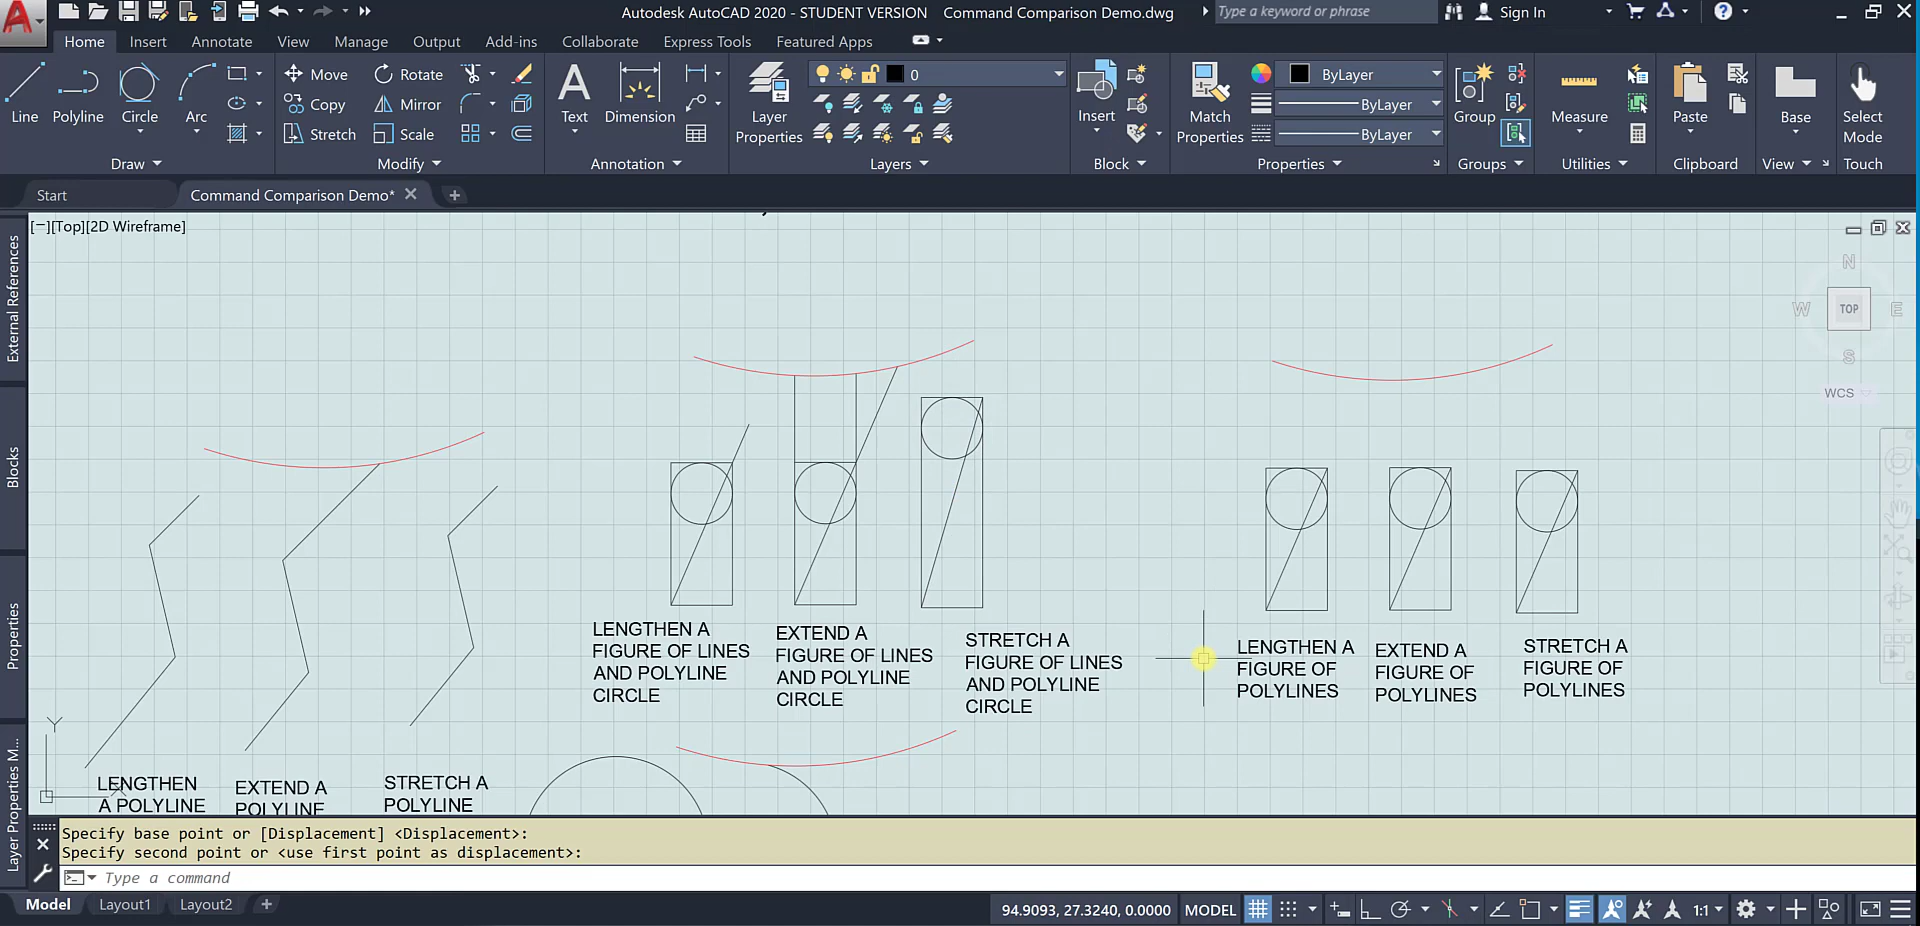 Autodesk AutoCAD 2020 - STUDENT VERSION Command Comparison Demo.dwg
Type a keyword or phrase
Sign In
Home Insert Annotate View Manage Output Add-ins Collaborate Express Tools Featured Apps
Line
Polyline
Circle
Arc
Move
Copy
Stretch
Rotate
Mirror
Scale
Text
Dimension
Layer
Properties
0
Insert
Match
Properties
ByLayer
ByLayer
ByLayer
Group
Measure
Paste
Base
Select
Mode
Draw
Modify
Annotation
Layers
Block
Properties
Groups
Utilities
Clipboard
View
Touch
Start
Command Comparison Demo*
[−][Top][2D Wireframe]
External References
Blocks
Properties
Layer Properties M...
N
W
TOP
E
S
WCS
LENGTHEN A
FIGURE OF LINES
AND POLYLINE
CIRCLE
EXTEND A
FIGURE OF LINES
AND POLYLINE
CIRCLE
STRETCH A
FIGURE OF LINES
AND POLYLINE
CIRCLE
LENGTHEN A
FIGURE OF
POLYLINES
EXTEND A
FIGURE OF
POLYLINES
STRETCH A
FIGURE OF
POLYLINES
Y
X
LENGTHEN
A POLYLINE
EXTEND A
POLYLINE
STRETCH A
POLYLINE
Specify base point or [Displacement] <Displacement>:
Specify second point or <use first point as displacement>:
Type a command
Model Layout1 Layout2
94.9093, 27.3240, 0.0000 MODEL
1:1